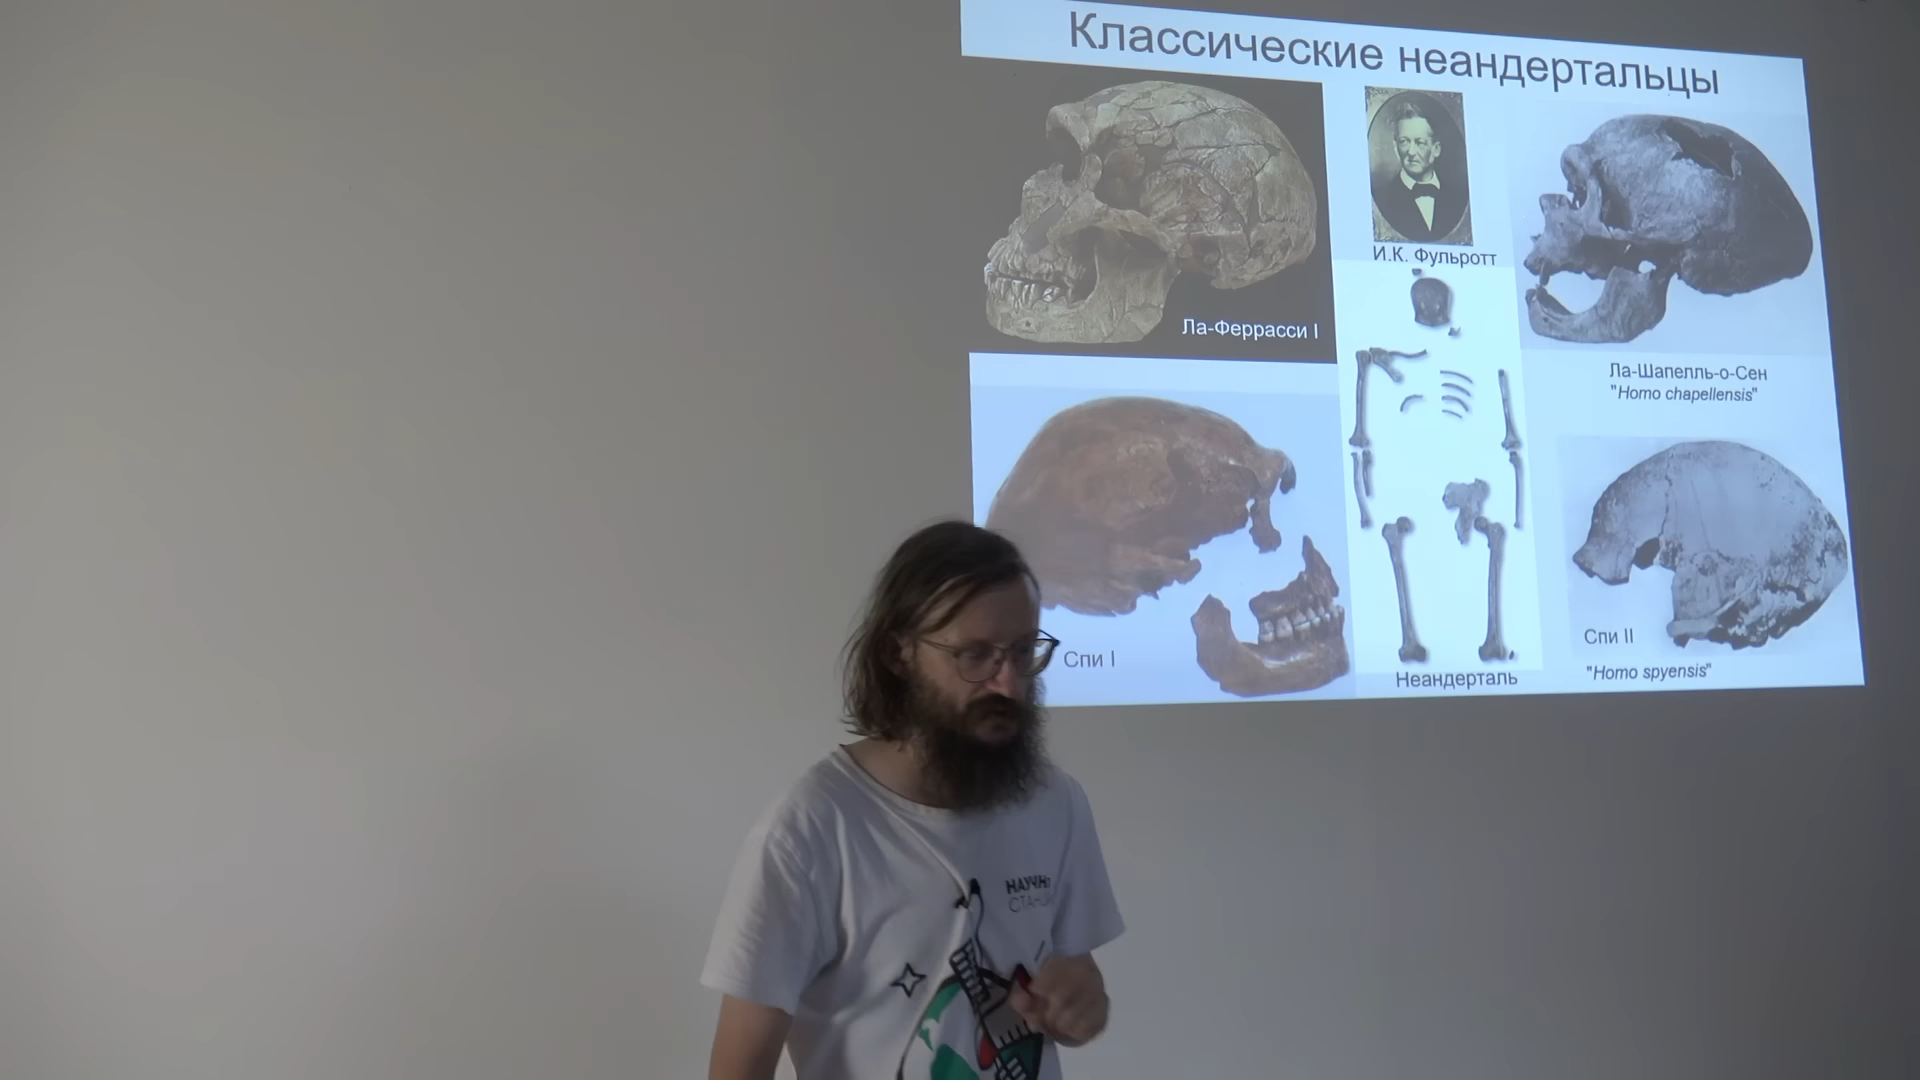 Классические неандертальцы
И.К. Фульротт
Ла-Феррасси I
Ла-Шапелль-о-Сен
"Homo chapellensis"
Спи I
Неандерталь
Спи II
"Homo spyensis"